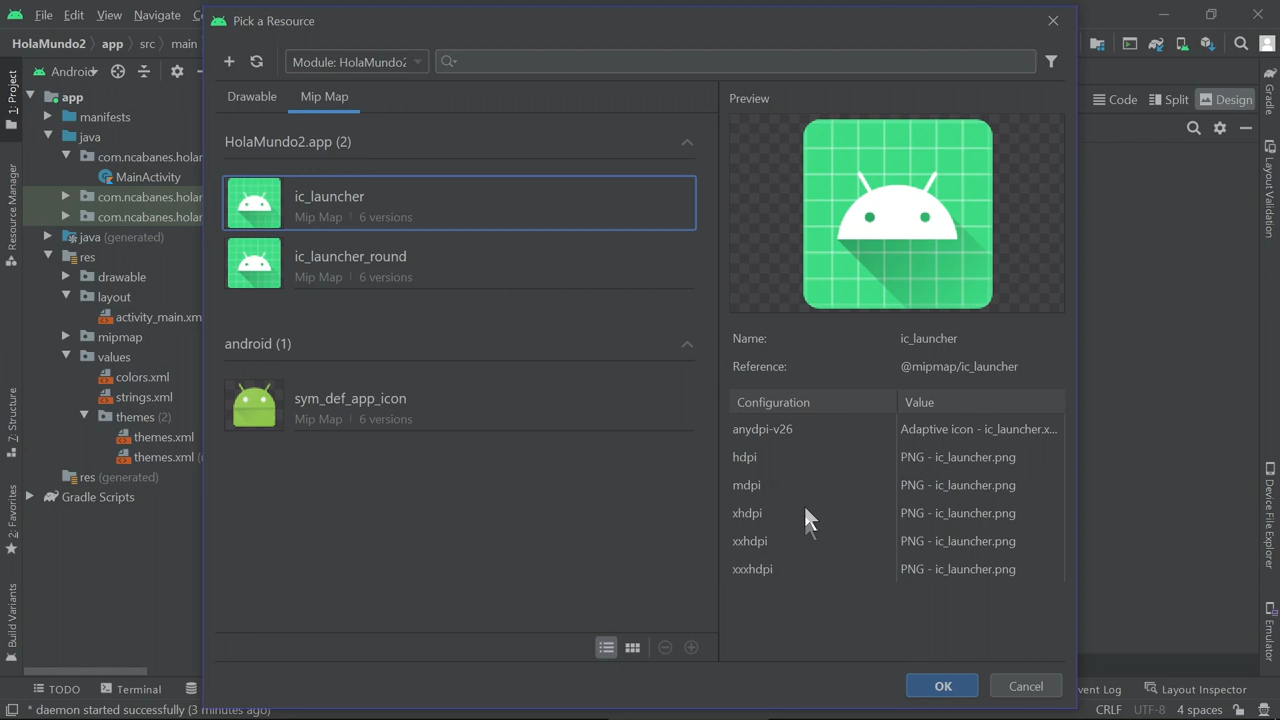 File Edit View Navigate
Pick a Resource
HolaMundo2 app src main
Module: HolaMundo2
Android
Drawable Mip Map
Preview
Code Split Design
1: Project
Resource Manager
Z: Structure
2: Favorites
Build Variants
app
manifests
java
com.ncabanes.holar
MainActivity
com.ncabanes.holar
com.ncabanes.holar
java (generated)
res
drawable
layout
activity_main.xm
mipmap
values
colors.xml
strings.xml
themes (2)
themes.xml
themes.xml
res (generated)
Gradle Scripts
HolaMundo2.app (2)
ic_launcher
Mip Map 6 versions
ic_launcher_round
Mip Map 6 versions
android (1)
sym_def_app_icon
Mip Map 6 versions
Name: ic_launcher
Reference: @mipmap/ic_launcher
Configuration Value
anydpi-v26 Adaptive icon - ic_launcher.x...
hdpi PNG - ic_launcher.png
mdpi PNG - ic_launcher.png
xhdpi PNG - ic_launcher.png
xxhdpi PNG - ic_launcher.png
xxxhdpi PNG - ic_launcher.png
OK Cancel
Gradle
Layout Validation
Device File Explorer
Emulator
TODO Terminal
vent Log Layout Inspector
* daemon started successfully (3 minutes ago)
CRLF UTF-8 4 spaces